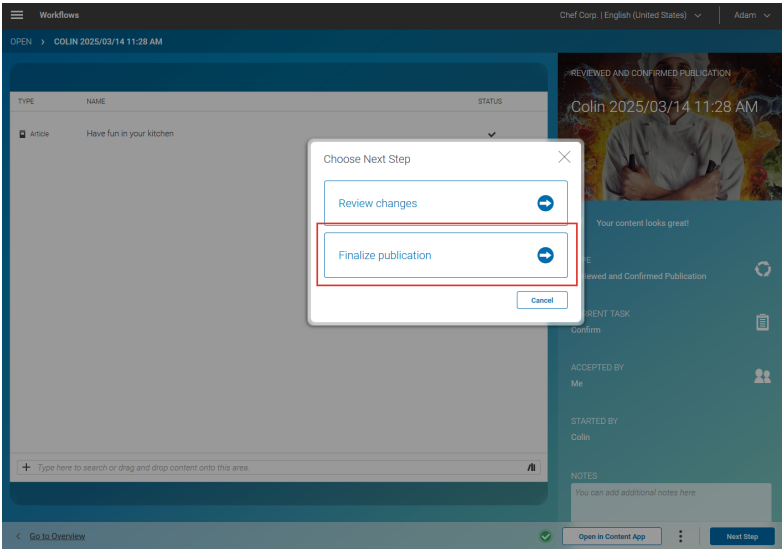 Workflows
Chef Corp. | English (United States)
Adam
OPEN > COLIN 2025/03/14 11:28 AM
REVIEWED AND CONFIRMED PUBLICATION
Colin 2025/03/14 11:28 AM
TYPE NAME STATUS
Article Have fun in your kitchen
Choose Next Step
Review changes
Finalize publication
Cancel
Your content looks great!
Confirmed Publication
Confirm
ACCEPTED BY
Me
STARTED BY
Colin
NOTES
You can add additional notes here
Type here to search or drag and drop content onto this area.
Go to Overview
Open in Content App
Next Step